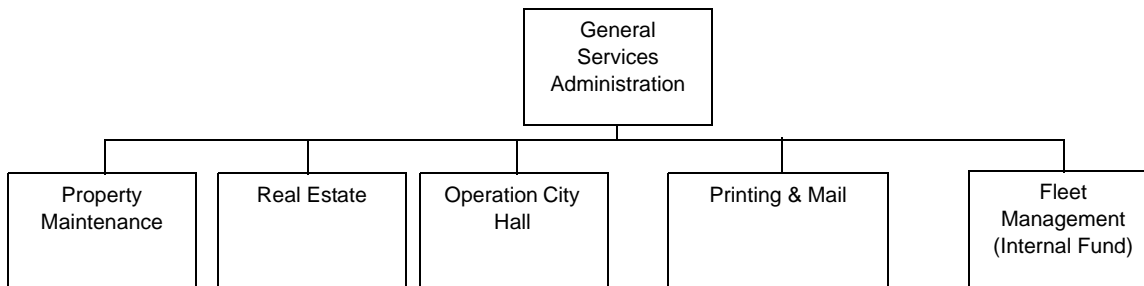 General
Services
Administration
Property
Maintenance
Real Estate
Operation City
Hall
Printing & Mail
Fleet
Management
(Internal Fund)